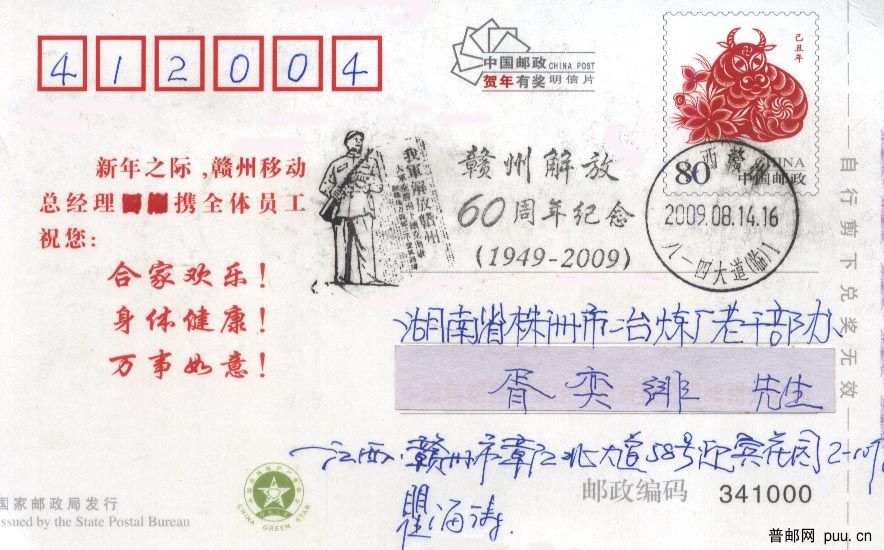 412004
中国邮政 CHINA POST
贺年有奖明信片
己丑年
80
CHINA
中国邮政
2009.08.14.16
八一四大道(临)
我军解放赣州
赣州解放
60周年纪念
(1949-2009)
新年之际,赣州移动
总经理 携全体员工
祝您:
合家欢乐!
身体健康!
万事如意!
湖南省株洲市 冶炼厂老干部办
胥奕 先生
江西.赣州市章江北大道58号迎宾花园2-10
瞿海涛.
邮政编码 341000
国家邮政局发行
Issued by the State Postal Bureau
CHINA GREEN STAR
自行剪下兑奖无效
普邮网 puu.cn